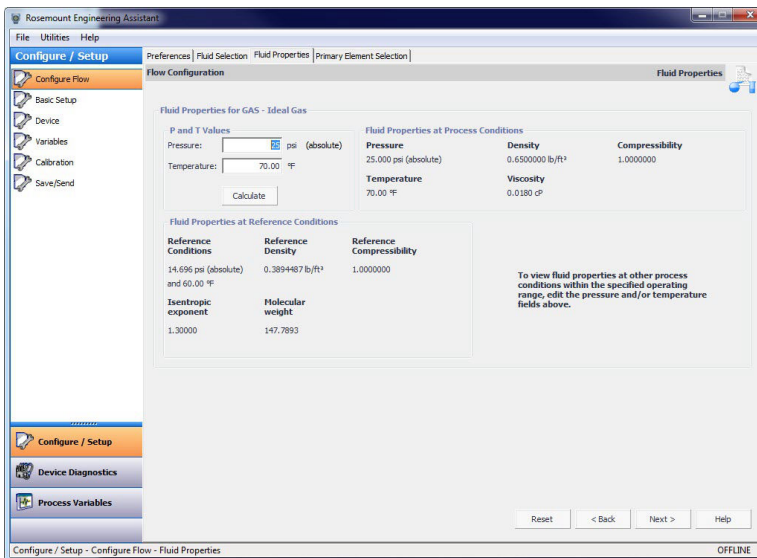 Rosemount Engineering Assistant
File Utilities Help
Configure / Setup
Preferences Fluid Selection Fluid Properties Primary Element Selection
Configure Flow
Basic Setup
Device
Variables
Calibration
Save/Send
Flow Configuration Fluid Properties
Fluid Properties for GAS - Ideal Gas
P and T Values
Pressure: 25 psi (absolute)
Temperature: 70.00 °F
Calculate
Fluid Properties at Process Conditions
Pressure Density Compressibility
25.000 psi (absolute) 0.6500000 lb/ft³ 1.0000000
Temperature Viscosity
70.00 °F 0.0180 cP
Fluid Properties at Reference Conditions
Reference Conditions Reference Density Reference Compressibility
14.696 psi (absolute) and 60.00 °F 0.3894487 lb/ft³ 1.0000000
Isentropic exponent Molecular weight
1.30000 147.7893
To view fluid properties at other process
conditions within the specified operating
range, edit the pressure and/or temperature
fields above.
Configure / Setup
Device Diagnostics
Process Variables
Reset < Back Next > Help
Configure / Setup - Configure Flow - Fluid Properties OFFLINE